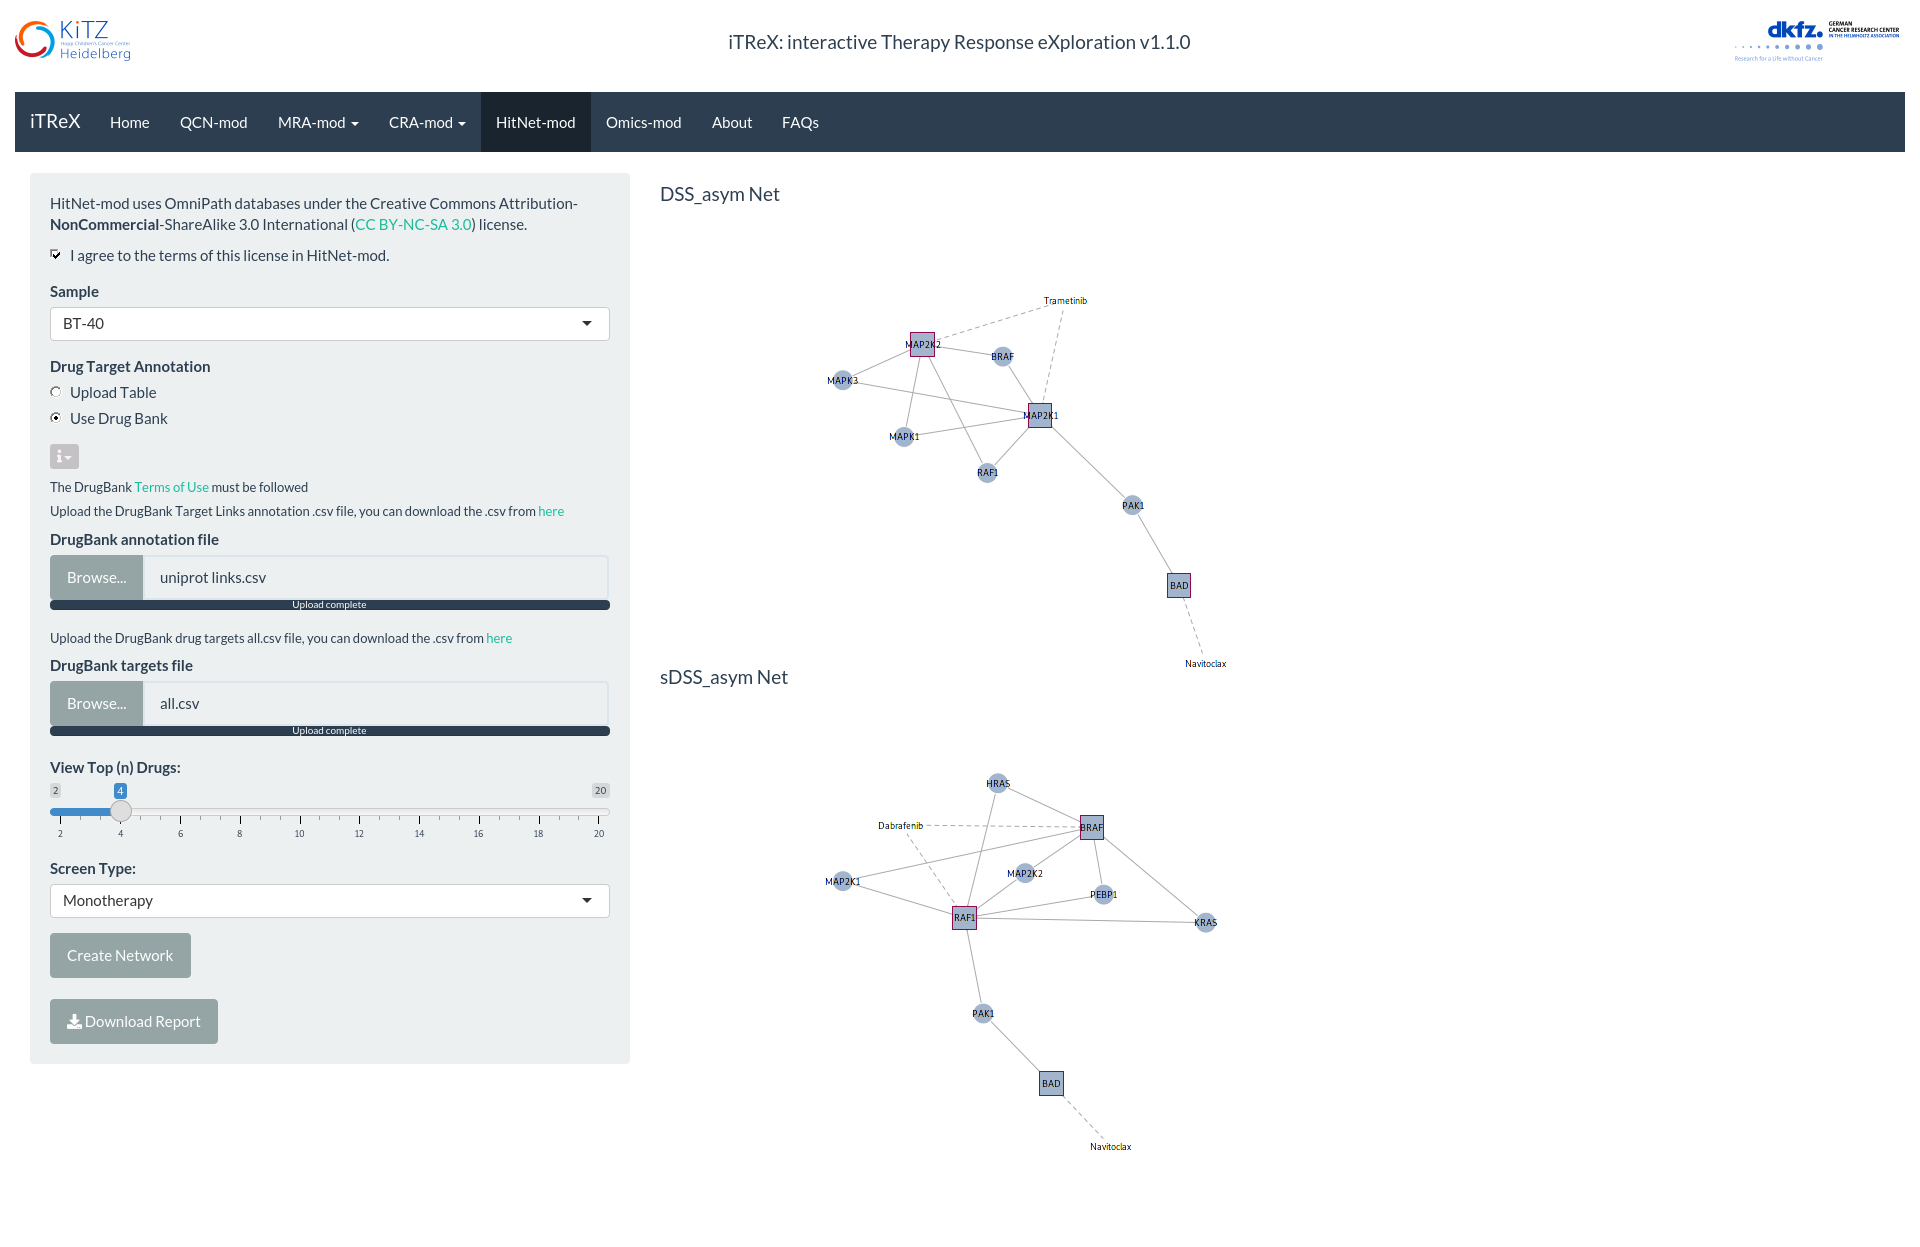 KiTZ
Hopp Children's Cancer Center
Heidelberg
iTReX: interactive Therapy Response eXploration v1.1.0
dkfz.
GERMAN
CANCER RESEARCH CENTER
IN THE HELMHOLTZ ASSOCIATION
Research for a Life without Cancer
iTReX Home QCN-mod MRA-mod CRA-mod HitNet-mod Omics-mod About FAQs
HitNet-mod uses OmniPath databases under the Creative Commons Attribution-
NonCommercial-ShareAlike 3.0 International (CC BY-NC-SA 3.0) license.
I agree to the terms of this license in HitNet-mod.
Sample
BT-40
Drug Target Annotation
Upload Table
Use Drug Bank
i
The DrugBank Terms of Use must be followed
Upload the DrugBank Target Links annotation .csv file, you can download the .csv from here
DrugBank annotation file
Browse... uniprot links.csv
Upload complete
Upload the DrugBank drug targets all.csv file, you can download the .csv from here
DrugBank targets file
Browse... all.csv
Upload complete
View Top (n) Drugs:
2 4 20
2 4 6 8 10 12 14 16 18 20
Screen Type:
Monotherapy
Create Network
Download Report
DSS_asym Net
Trametinib
MAP2K2
BRAF
MAPK3
MAP2K1
MAPK1
RAF1
PAK1
BAD
Navitoclax
sDSS_asym Net
HRAS
Dabrafenib
BRAF
MAP2K2
MAP2K1
PEBP1
RAF1
KRAS
PAK1
BAD
Navitoclax